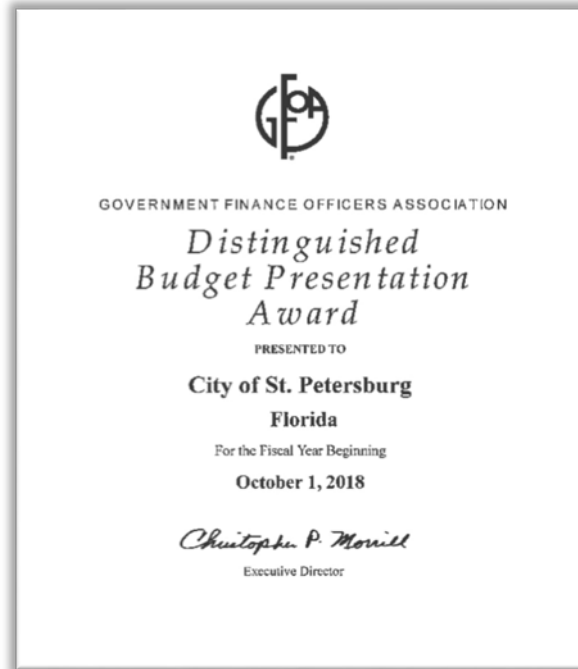 GFOA
GOVERNMENT FINANCE OFFICERS ASSOCIATION
Distinguished
Budget Presentation
Award
PRESENTED TO
City of St. Petersburg
Florida
For the Fiscal Year Beginning
October 1, 2018
Christopher P. Morrill
Executive Director